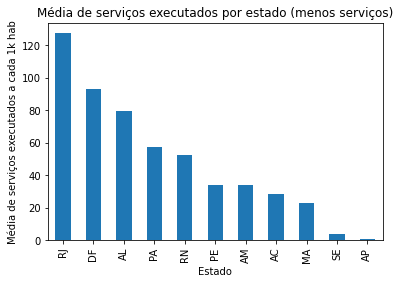 Média de serviços executados por estado (menos serviços)
Média de serviços executados a cada 1k hab
120
100
80
60
40
20
0
RJ
DF
AL
PA
RN
PE
AM
AC
MA
SE
AP
Estado